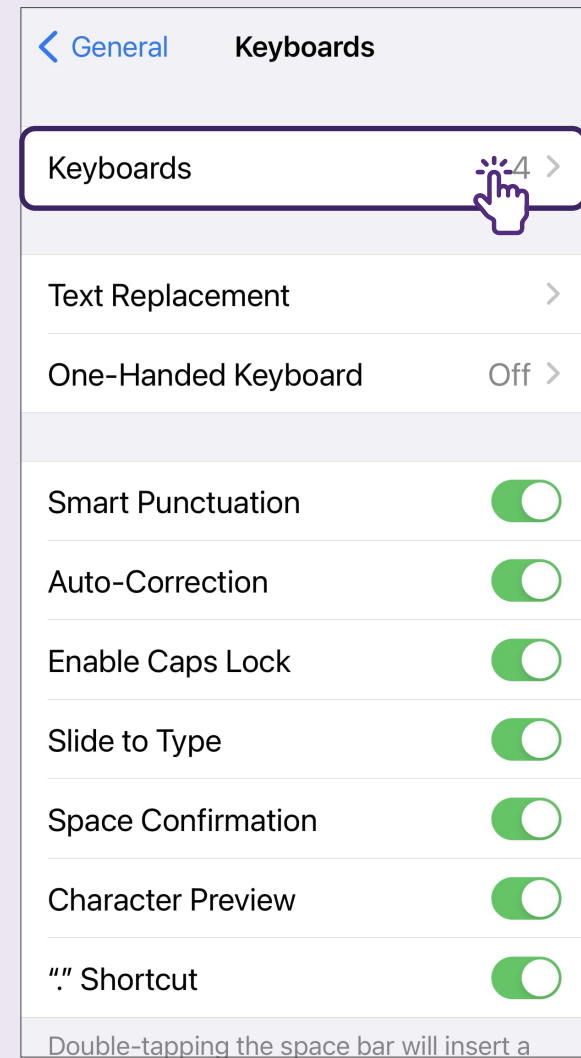 General Keyboards
Keyboards 4
Text Replacement
One-Handed Keyboard Off
Smart Punctuation
Auto-Correction
Enable Caps Lock
Slide to Type
Space Confirmation
Character Preview
“.” Shortcut
Double-tapping the space bar will insert a